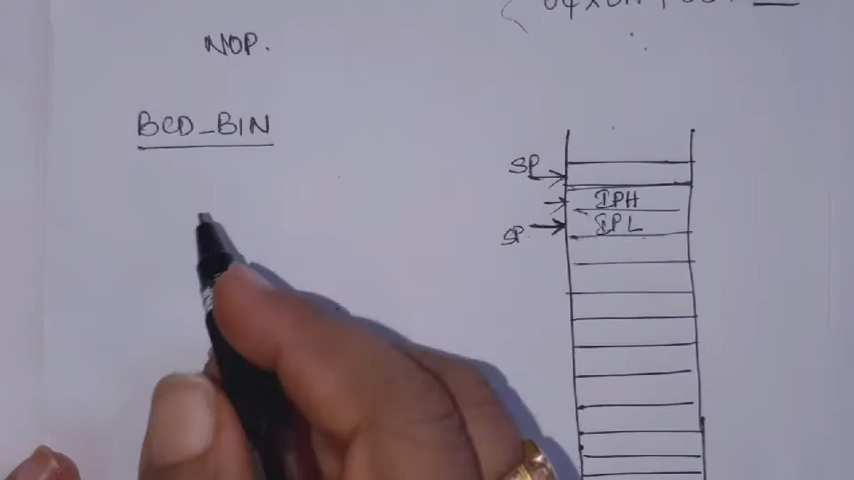 NOP.
BCD_BIN
SP
IPH
IPL
SP